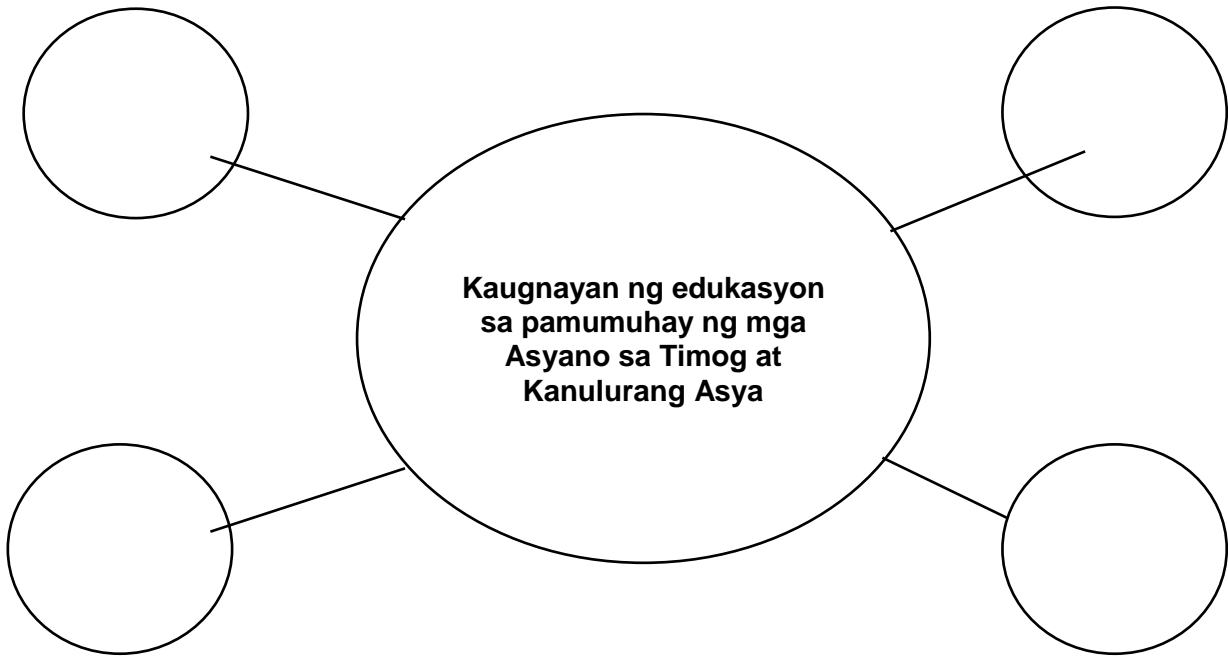 Kaugnayan ng edukasyon
sa pamumuhay ng mga
Asyano sa Timog at
Kanulurang Asya